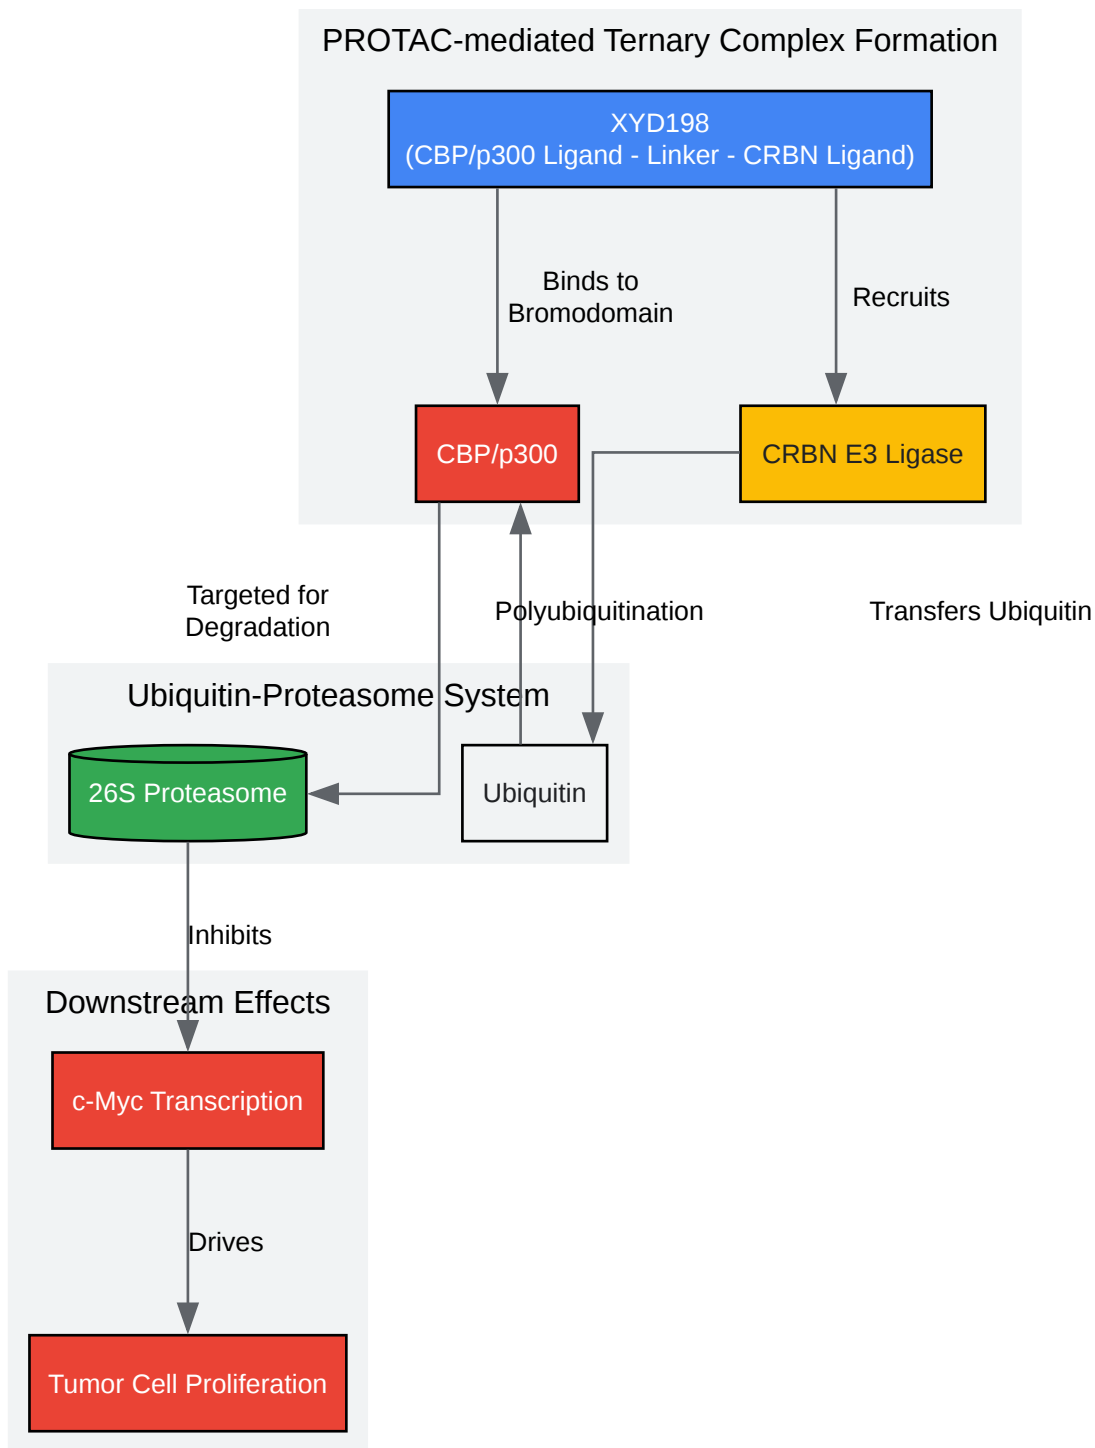 PROTAC-mediated Ternary Complex Formation
XYD198
(CBP/p300 Ligand - Linker - CRBN Ligand)
Binds to
Bromodomain
Recruits
CBP/p300
CRBN E3 Ligase
Targeted for
Degradation
Polyubiquitination
Transfers Ubiquitin
Ubiquitin-Proteasome System
26S Proteasome
Ubiquitin
Inhibits
Downstream Effects
c-Myc Transcription
Drives
Tumor Cell Proliferation